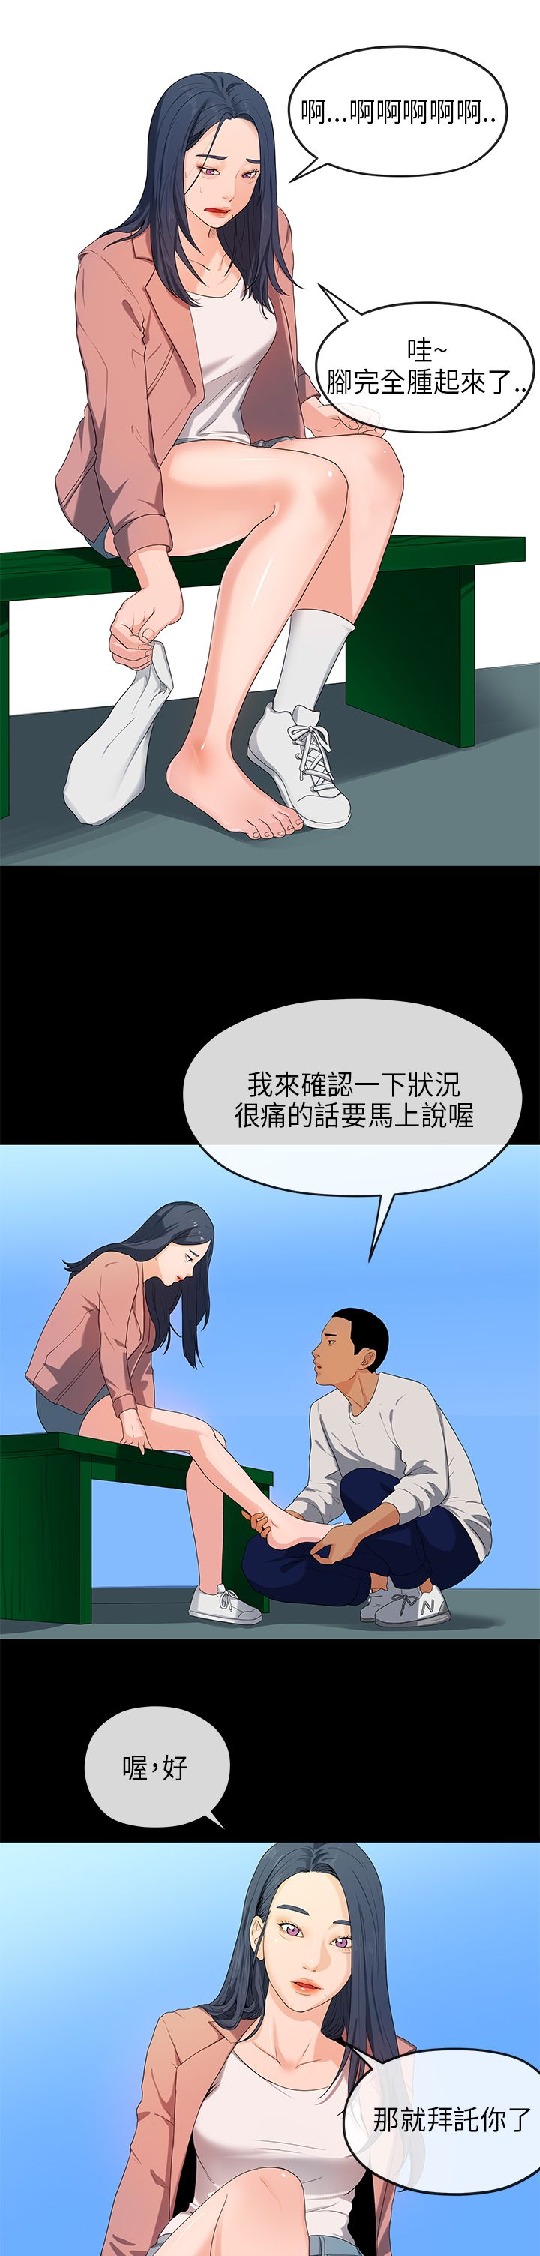 啊...啊啊啊啊啊..
哇~
腳完全腫起來了..
我來確認一下狀況
很痛的話要馬上說喔
喔,好
那就拜託你了